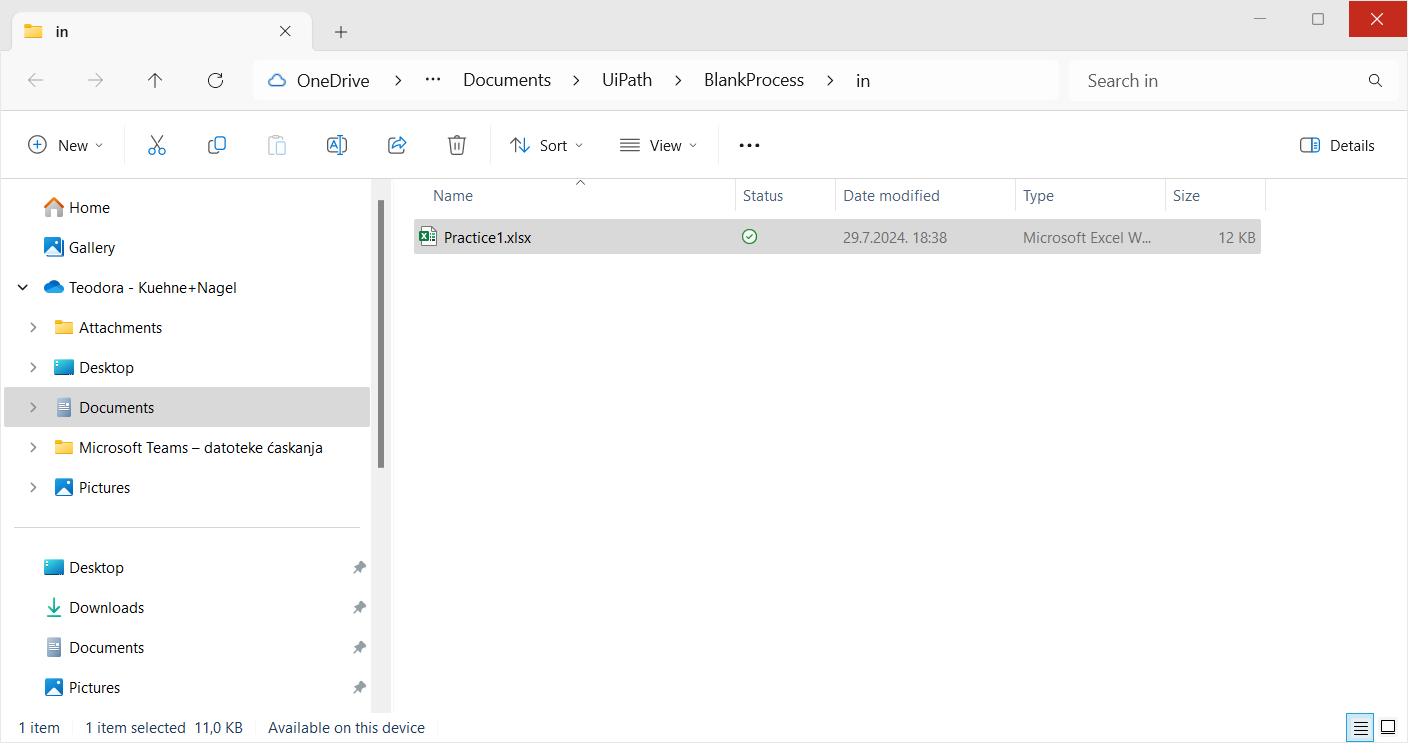 in
OneDrive > ... Documents > UiPath > BlankProcess > in
Search in
New
Sort
View
...
Details
Name Status Date modified Type Size
Practice1.xlsx 29.7.2024. 18:38 Microsoft Excel W... 12 KB
Home
Gallery
Teodora - Kuehne+Nagel
Attachments
Desktop
Documents
Microsoft Teams – datoteke ćaskanja
Pictures
Desktop
Downloads
Documents
Pictures
1 item 1 item selected 11,0 KB Available on this device